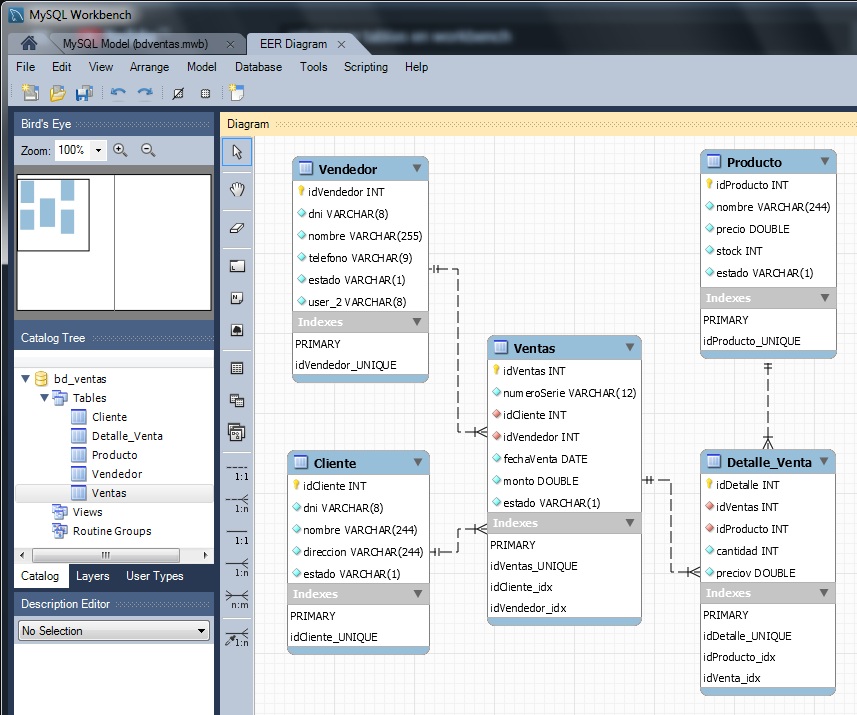 MySQL Workbench
MySQL Model (bdventas.mwb)
EER Diagram
File Edit View Arrange Model Database Tools Scripting Help
Bird's Eye
Zoom: 100%
Catalog Tree
bd_ventas
Tables
Cliente
Detalle_Venta
Producto
Vendedor
Ventas
Views
Routine Groups
Catalog Layers User Types
Description Editor
No Selection
Diagram
1:1
1:n
1:1
1:n
n:m
1:n
Vendedor
idVendedor INT
dni VARCHAR(8)
nombre VARCHAR(255)
telefono VARCHAR(9)
estado VARCHAR(1)
user_2 VARCHAR(8)
Indexes
PRIMARY
idVendedor_UNIQUE
Cliente
idCliente INT
dni VARCHAR(8)
nombre VARCHAR(244)
direccion VARCHAR(244)
estado VARCHAR(1)
Indexes
PRIMARY
idCliente_UNIQUE
Ventas
idVentas INT
numeroSerie VARCHAR(12)
idCliente INT
idVendedor INT
fechaVenta DATE
monto DOUBLE
estado VARCHAR(1)
Indexes
PRIMARY
idVentas_UNIQUE
idCliente_idx
idVendedor_idx
Producto
idProducto INT
nombre VARCHAR(244)
precio DOUBLE
stock INT
estado VARCHAR(1)
Indexes
PRIMARY
idProducto_UNIQUE
Detalle_Venta
idDetalle INT
idVentas INT
idProducto INT
cantidad INT
preciov DOUBLE
Indexes
PRIMARY
idDetalle_UNIQUE
idProducto_idx
idVenta_idx